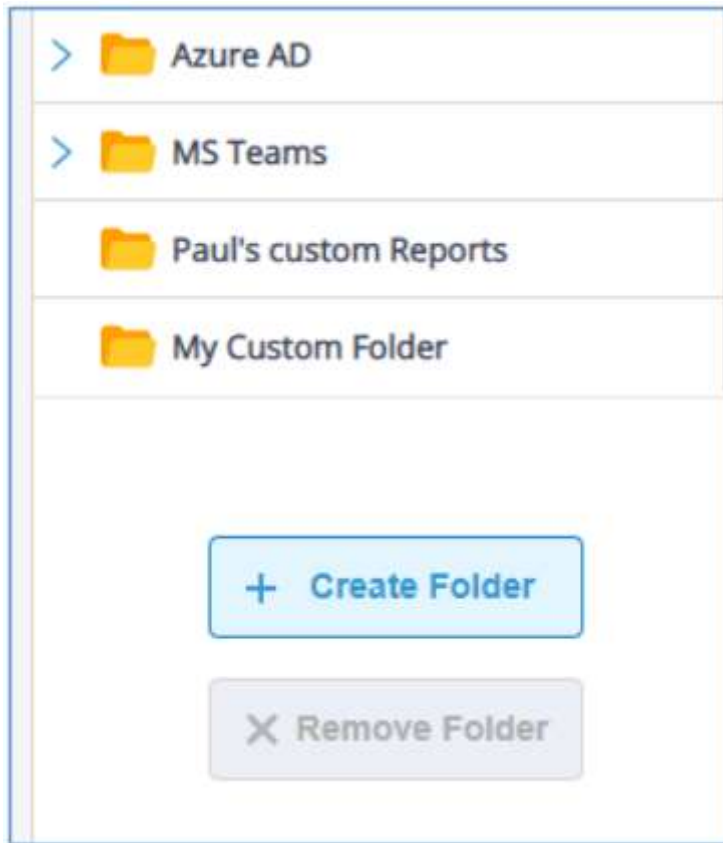 Azure AD
MS Teams
Paul's custom Reports
My Custom Folder
+ Create Folder
Remove Folder